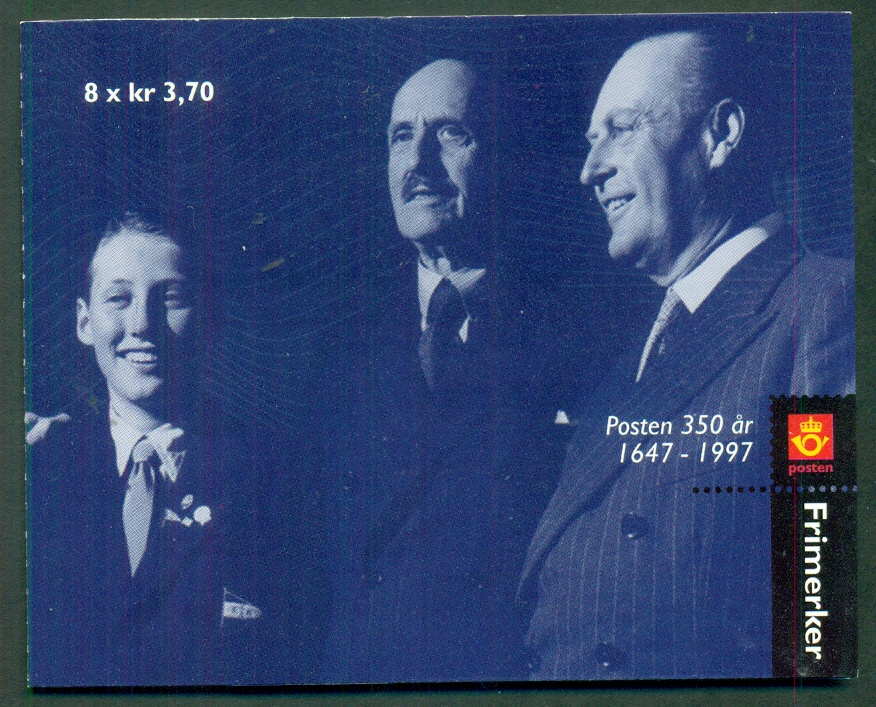 8 x kr 3,70
Posten 350 år
1647 - 1997
posten
Frimerker